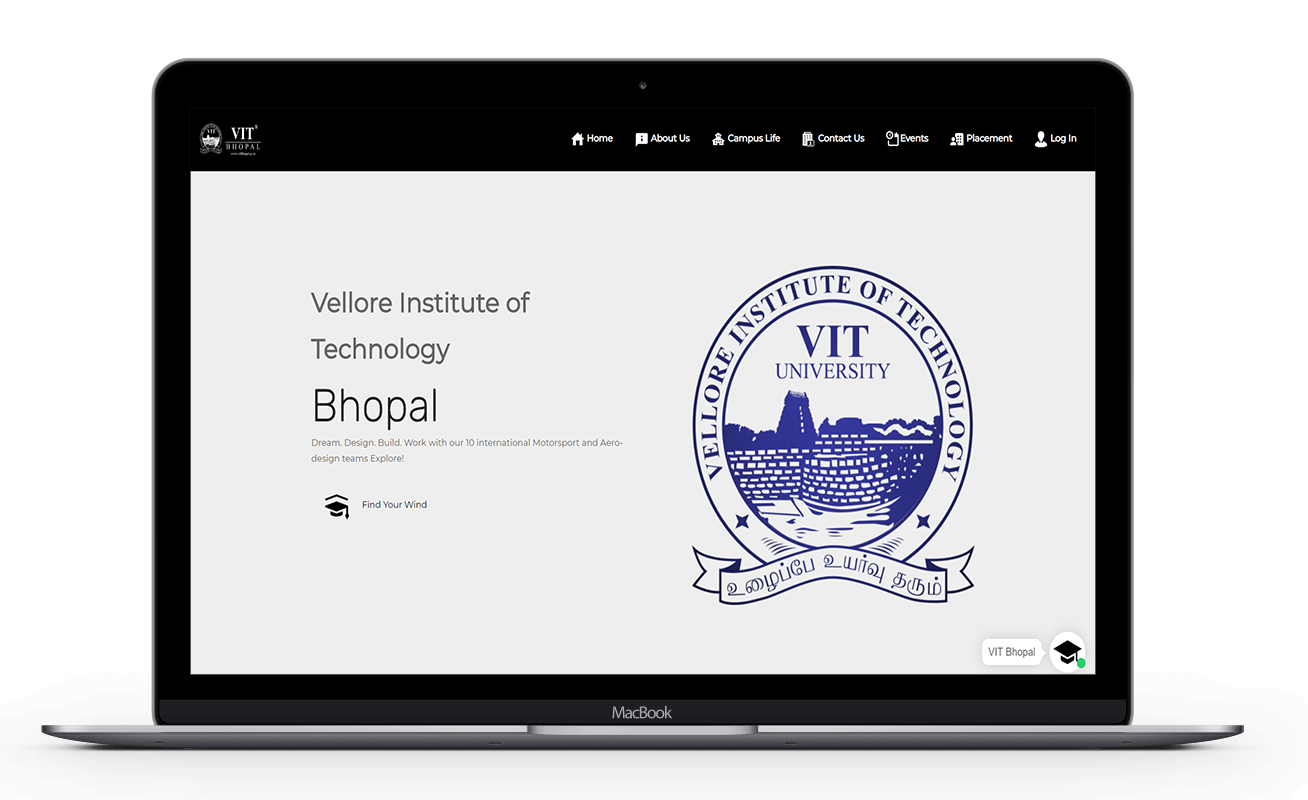 VIT®
BHOPAL
www.vitbhopal.ac.in
Home
About Us
Campus Life
Contact Us
Events
Placement
Log In
Vellore Institute of
Technology
Bhopal
Dream. Design. Build. Work with our 10 international Motorsport and Aero-
design teams Explore!
Find Your Wind
VELLORE INSTITUTE OF TECHNOLOGY
VIT
UNIVERSITY
உழைப்பே உயர்வு தரும்
VIT Bhopal
MacBook